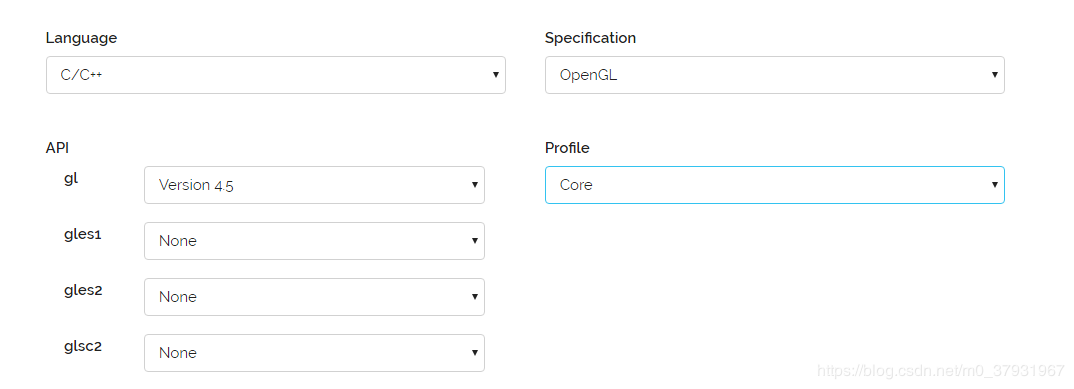 Language
Specification
C/C++
OpenGL
API
Profile
gl
Version 4.5
Core
gles1
None
gles2
None
glsc2
None
https://blog.csdn.net/m0_37931967